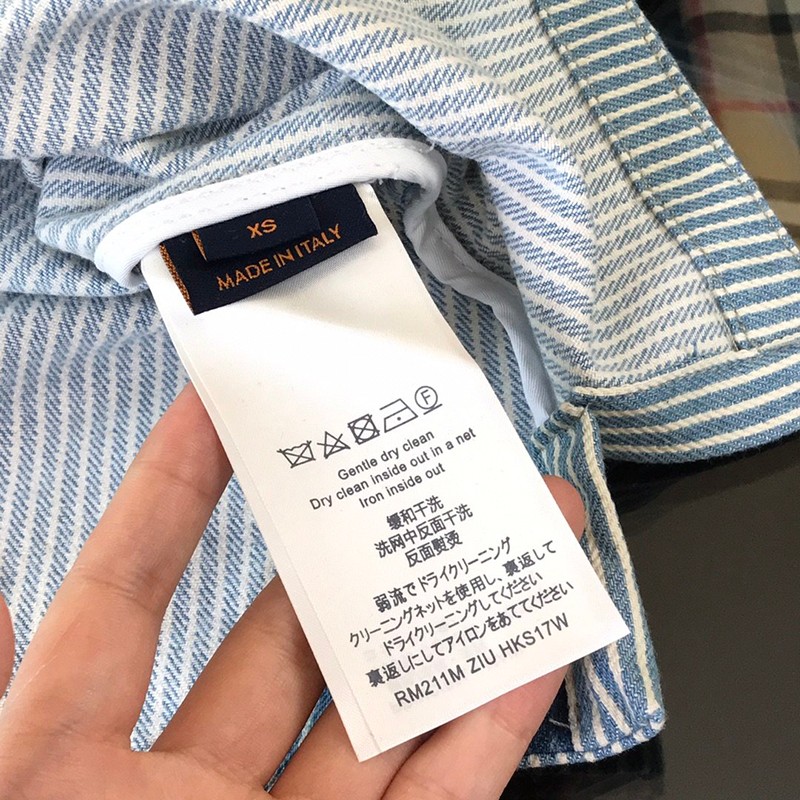 XS
MADE IN ITALY
F
Gentle dry clean
Dry clean inside out in a net
Iron inside out
缓和干洗
洗网中反面干洗
反面熨烫
弱流でドライクリーニング
クリーニングネットを使用し、裏返して
ドライクリーニングしてください
裏返しにしてアイロンをあててください
RM211M ZIU HKS17W